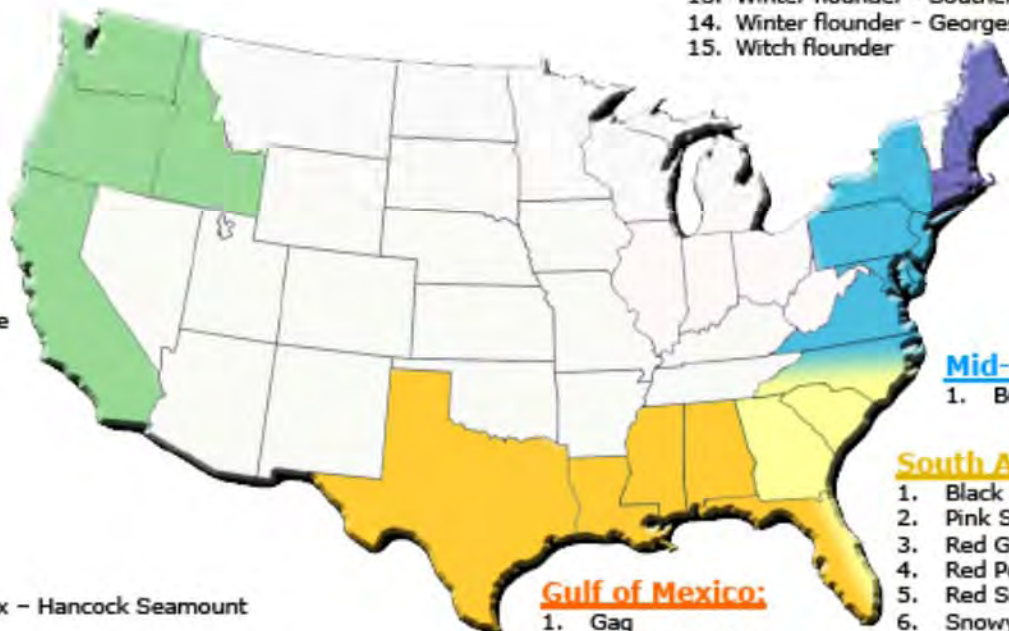 14. Winter flounder - Georges
15. Witch flounder
Mid-
1. B
South A
1. Black
2. Pink S
3. Red G
4. Red P
5. Red S
6. Snowy
Gulf of Mexico:
1. Gag
x – Hancock Seamount
e